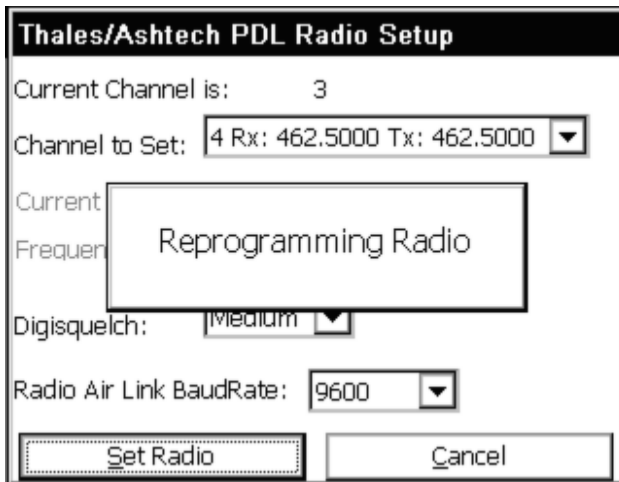 Thales/Ashtech PDL Radio Setup
Current Channel is: 3
Channel to Set: 4 Rx: 462.5000 Tx: 462.5000
Current
Reprogramming Radio
Digisquelch: Medium
Radio Air Link BaudRate: 9600
Set Radio Cancel